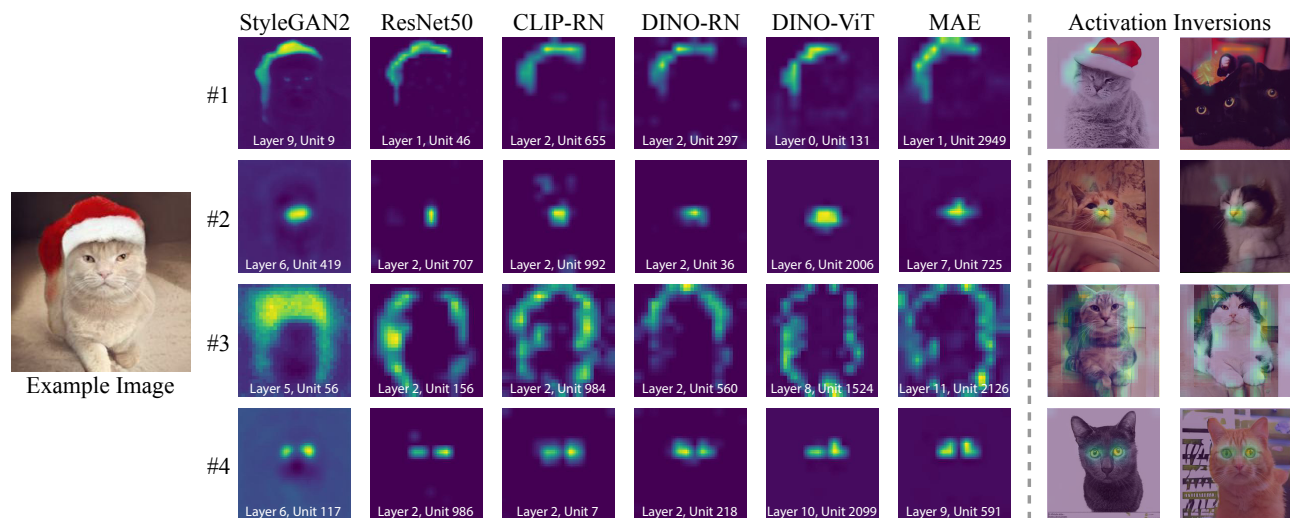 StyleGAN2 ResNet50 CLIP-RN DINO-RN DINO-ViT MAE Activation Inversions
#1
Layer 9, Unit 9 Layer 1, Unit 46 Layer 2, Unit 655 Layer 2, Unit 297 Layer 0, Unit 131 Layer 1, Unit 2949
#2
Layer 6, Unit 419 Layer 2, Unit 707 Layer 2, Unit 992 Layer 2, Unit 36 Layer 6, Unit 2006 Layer 7, Unit 725
#3
Layer 5, Unit 56 Layer 2, Unit 156 Layer 2, Unit 984 Layer 2, Unit 560 Layer 8, Unit 1524 Layer 11, Unit 2126
Example Image
#4
Layer 6, Unit 117 Layer 2, Unit 986 Layer 2, Unit 7 Layer 2, Unit 218 Layer 10, Unit 2099 Layer 9, Unit 591